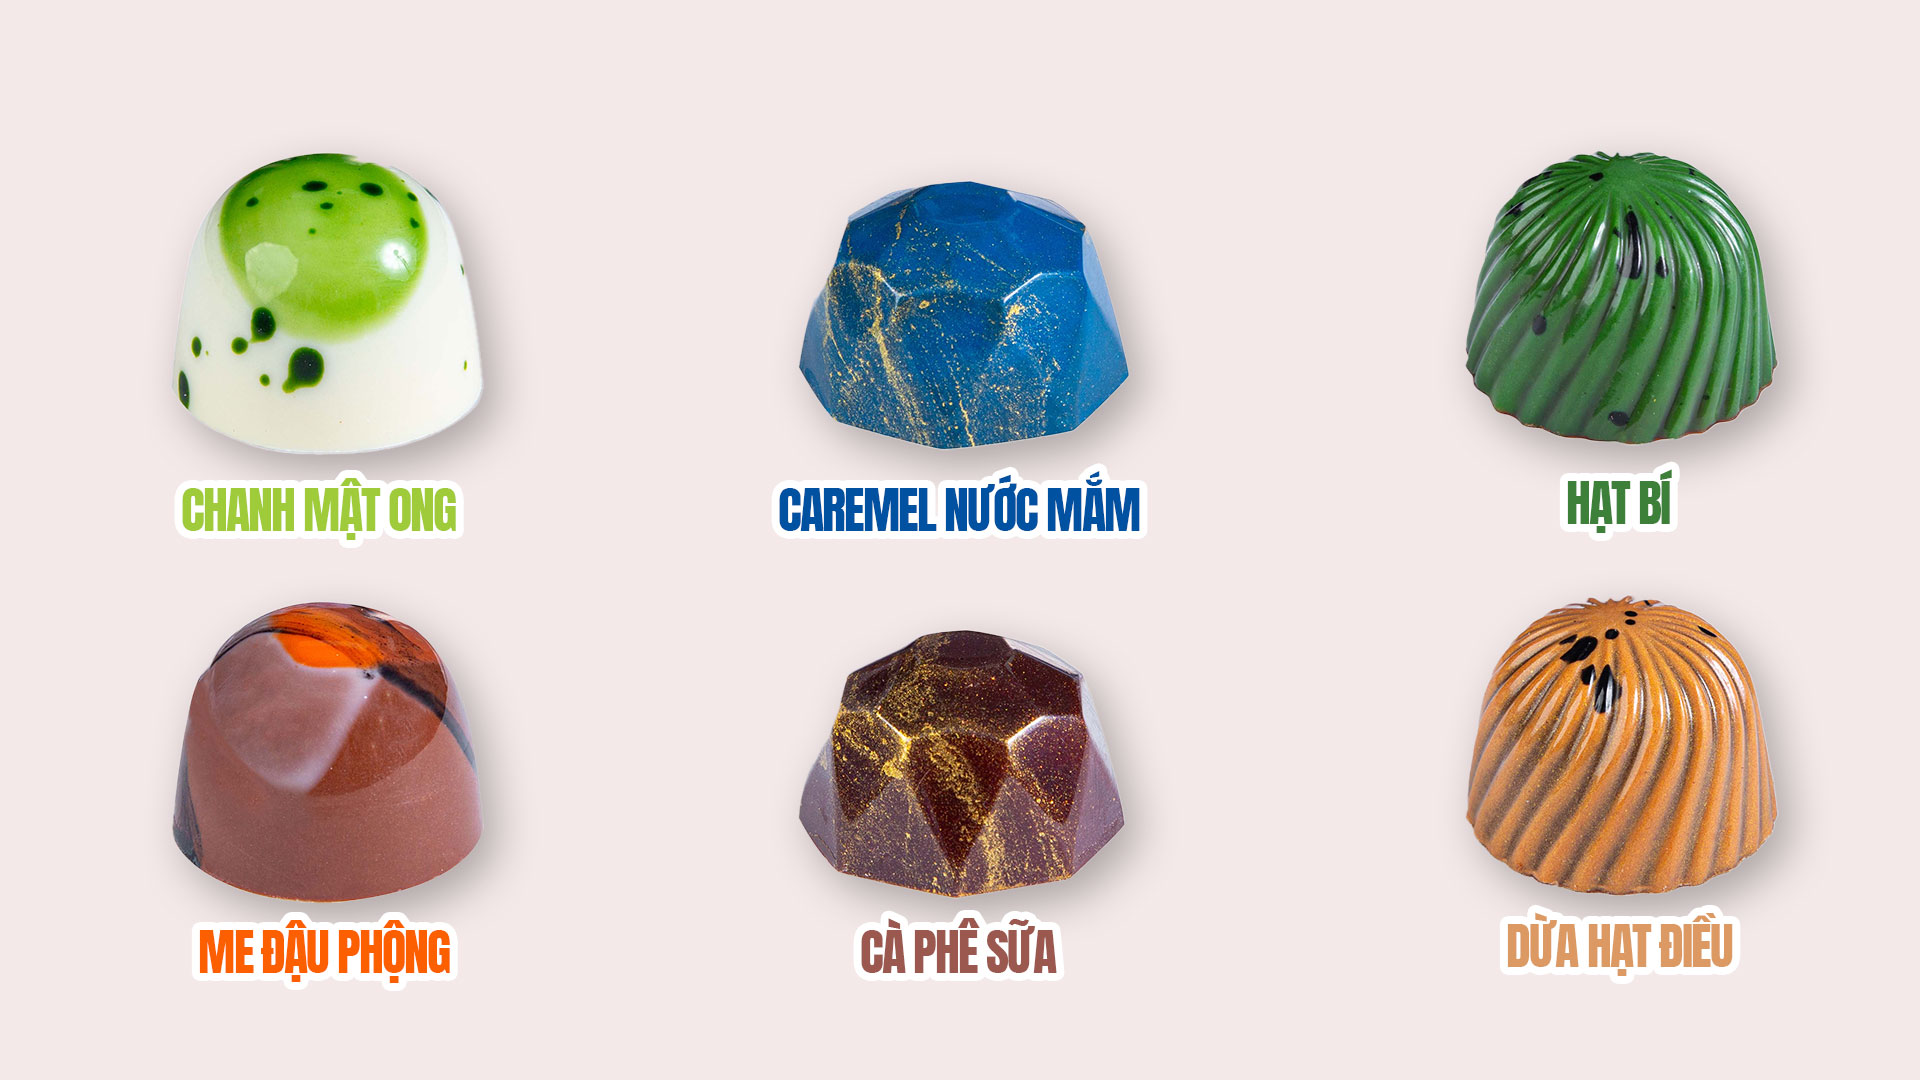 CHANH MẬT ONG
CAREMEL NƯỚC MẮM
HẠT BÍ
ME ĐẬU PHỘNG
CÀ PHÊ SỮA
DỪA HẠT ĐIỀU